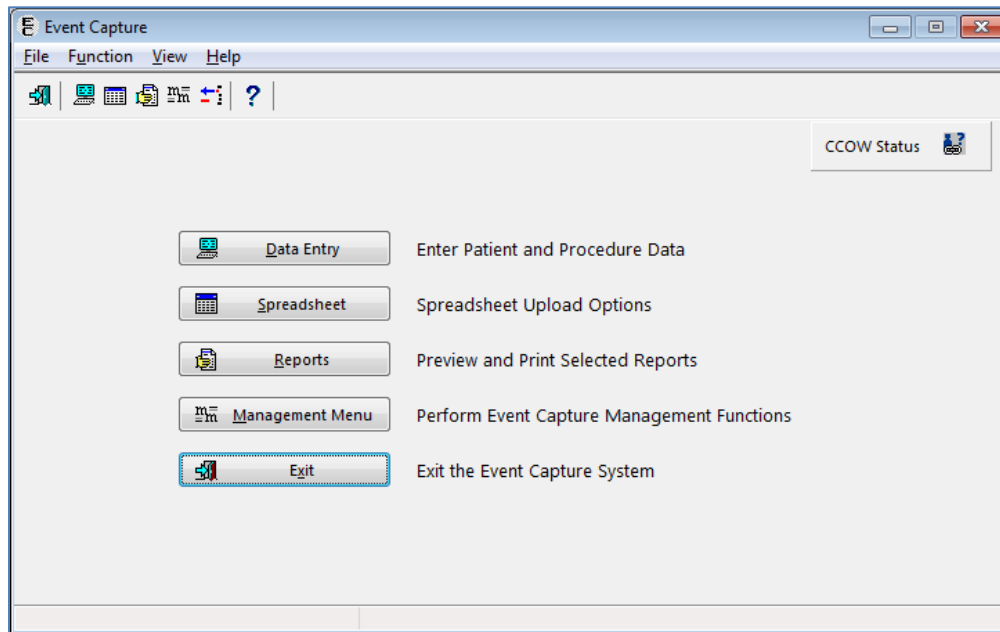 Event Capture
File Function View Help
?
CCOW Status
Data Entry Enter Patient and Procedure Data
Spreadsheet Spreadsheet Upload Options
Reports Preview and Print Selected Reports
Management Menu Perform Event Capture Management Functions
Exit Exit the Event Capture System